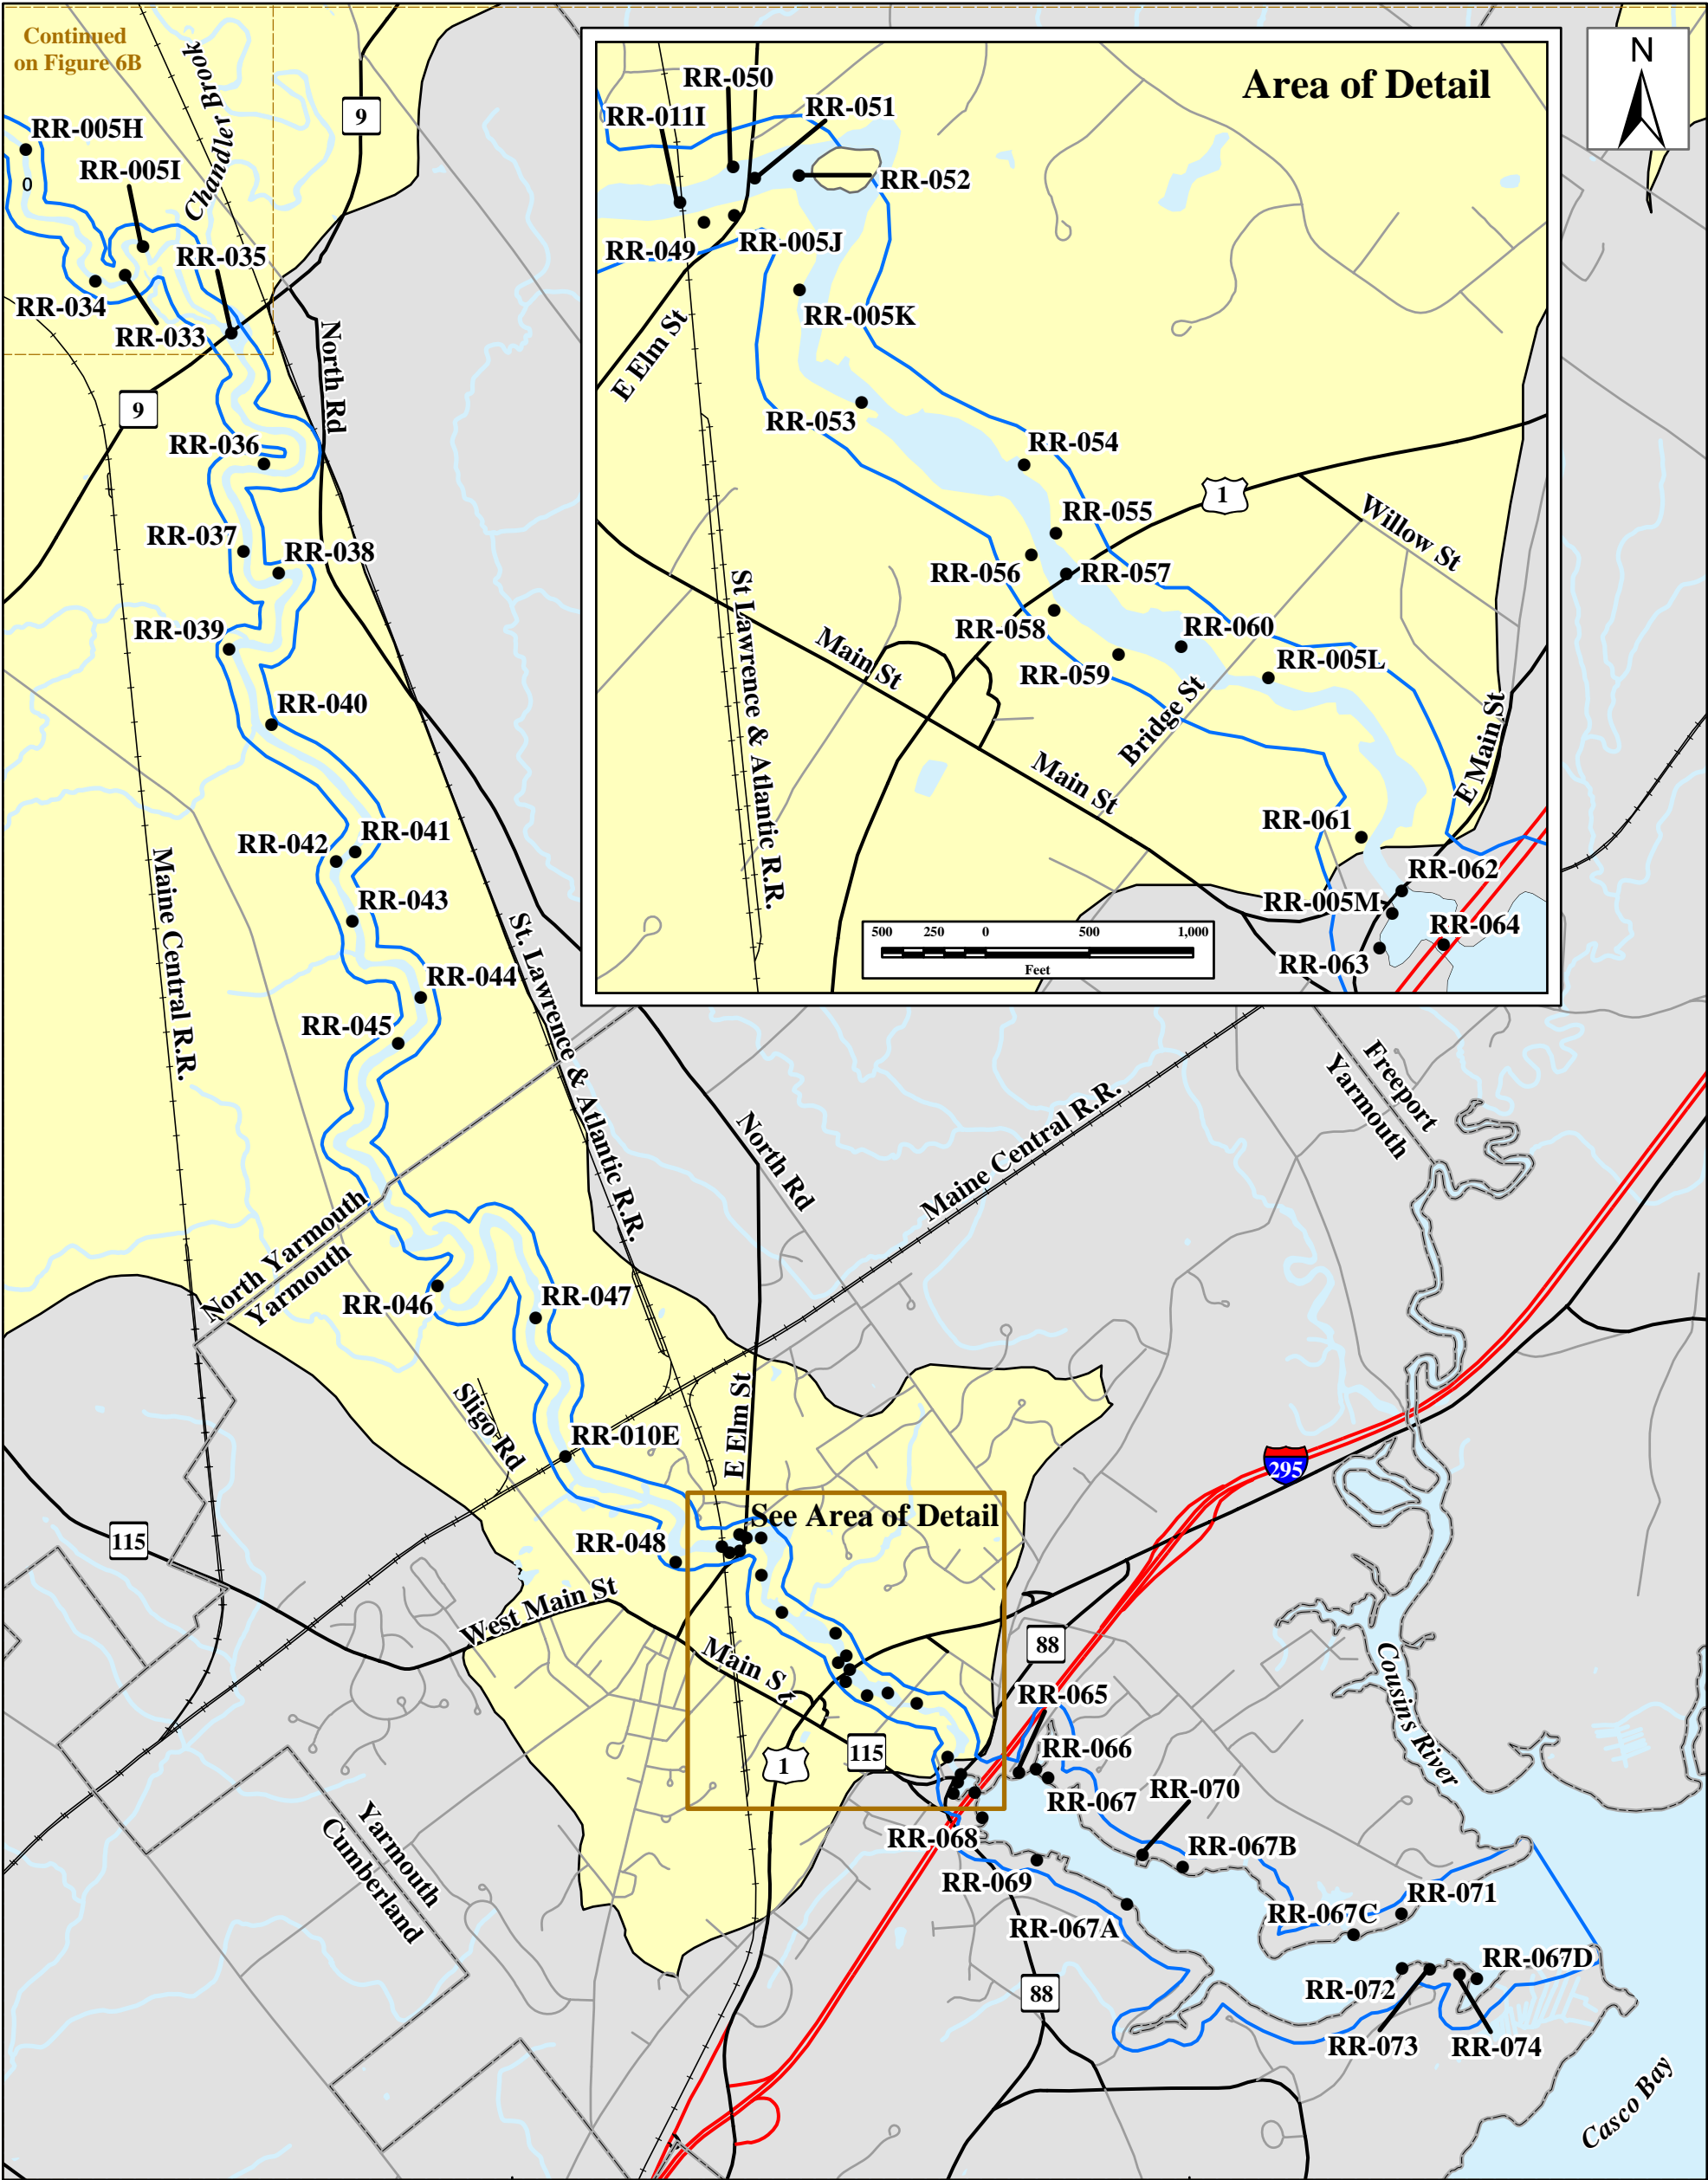 Continued
on Figure 6B
Chandler Brook
9
RR-005H
0
RR-005I
RR-035
RR-034
RR-033
North Rd
9
RR-036
RR-037
RR-038
RR-039
RR-040
RR-041
RR-042
RR-043
Maine Central R.R.
St. Lawrence & Atlantic R.R.
RR-044
RR-045
North Yarmouth
Yarmouth
RR-046
RR-047
Sligo Rd
RR-010E
E Elm St
North Rd
Maine Central R.R.
Freeport
Yarmouth
295
115
See Area of Detail
RR-048
West Main St
Main St
1
115
88
RR-065
RR-066
RR-067
RR-070
RR-067B
RR-068
RR-069
RR-067A
RR-067C
RR-071
RR-067D
RR-072
RR-073
RR-074
88
Cousins River
Casco Bay
Yarmouth
Cumberland
N
Area of Detail
RR-050
RR-011I
RR-051
RR-052
RR-049
RR-005J
E Elm St
RR-005K
RR-053
RR-054
1
Willow St
RR-055
RR-056
RR-057
RR-058
RR-060
RR-059
RR-005L
St Lawrence & Atlantic R.R.
Main St
Bridge St
Main St
E Main St
RR-061
RR-062
RR-005M
RR-064
RR-063
500 250 0 500 1,000
Feet